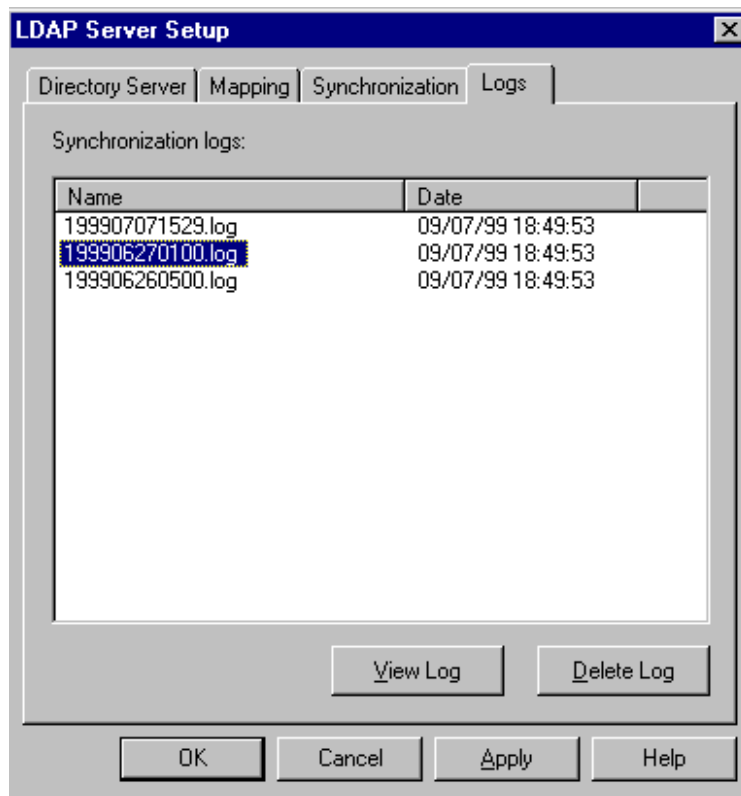 LDAP Server Setup
Directory Server Mapping Synchronization Logs
Synchronization logs:
Name Date
199907071529.log 09/07/99 18:49:53
199906270100.log 09/07/99 18:49:53
199906260500.log 09/07/99 18:49:53
View Log Delete Log
OK Cancel Apply Help